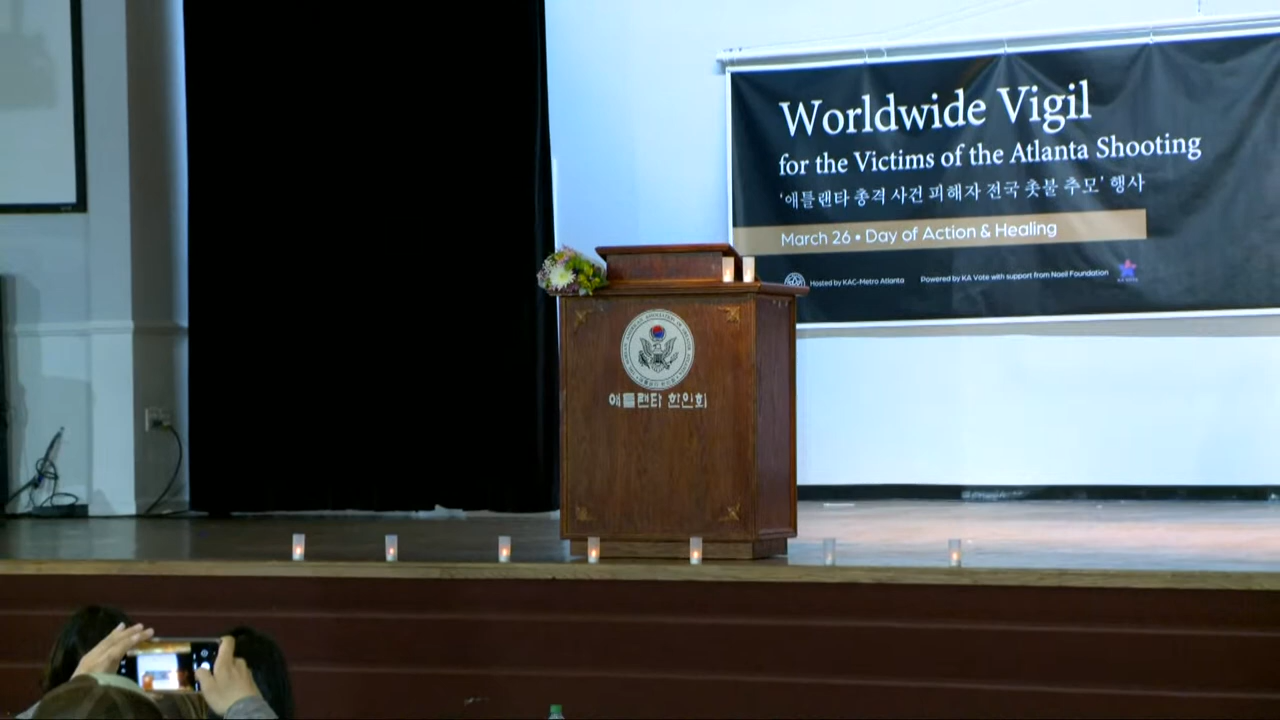 Worldwide Vigil
for the Victims of the Atlanta Shooting
'애틀랜타 총격 사건 피해자 전국 촛불 추모' 행사
March 26 • Day of Action & Healing
Hosted by KAC-Metro Atlanta
Powered by KA Vote with support from Naeil Foundation
애틀랜타 한인회